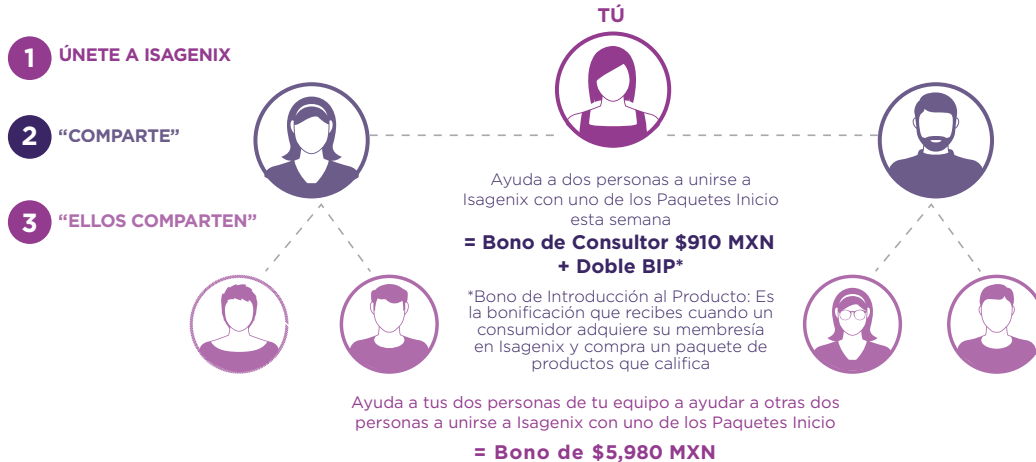 TÚ
1 ÚNETE A ISAGENIX
2 “COMPARTE”
3 “ELLOS COMPARTEN”
Ayuda a dos personas a unirse a
Isagenix con uno de los Paquetes Inicio
esta semana
= Bono de Consultor $910 MXN
+ Doble BIP*
*Bono de Introducción al Producto: Es
la bonificación que recibes cuando un
consumidor adquiere su membresía
en Isagenix y compra un paquete de
productos que califica
Ayuda a tus dos personas de tu equipo a ayudar a otras dos
personas a unirse a Isagenix con uno de los Paquetes Inicio
= Bono de $5,980 MXN